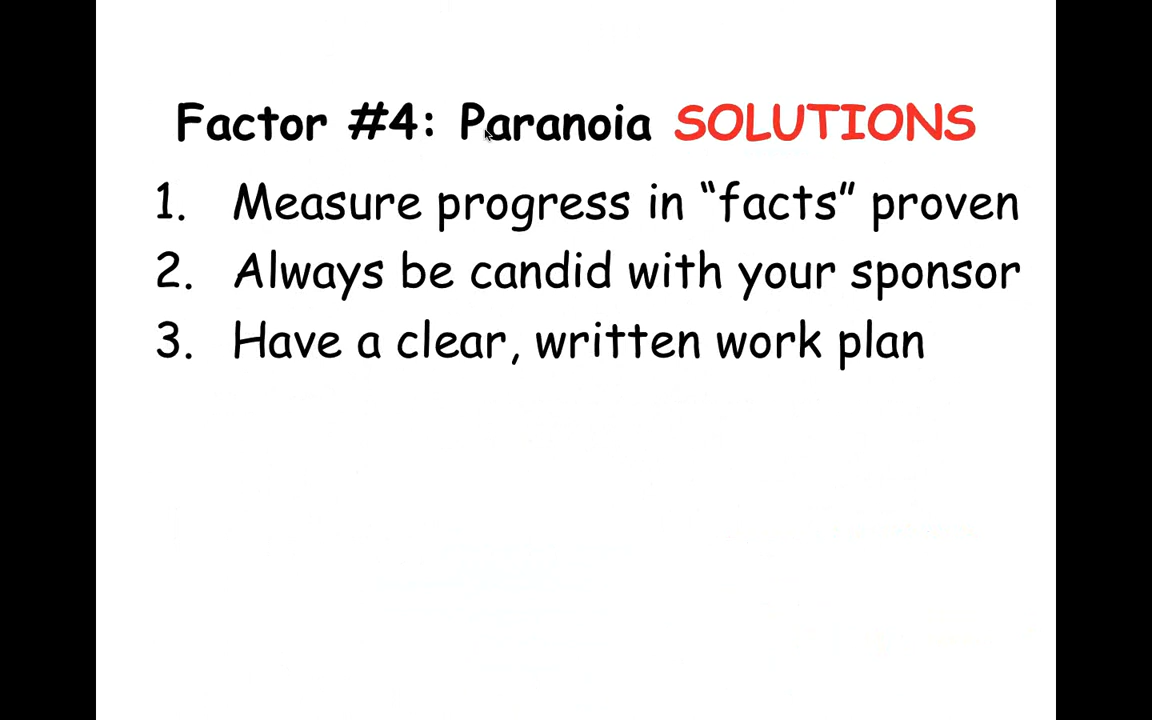 Factor #4: Paranoia SOLUTIONS
1. Measure progress in “facts” proven
2. Always be candid with your sponsor
3. Have a clear, written work plan